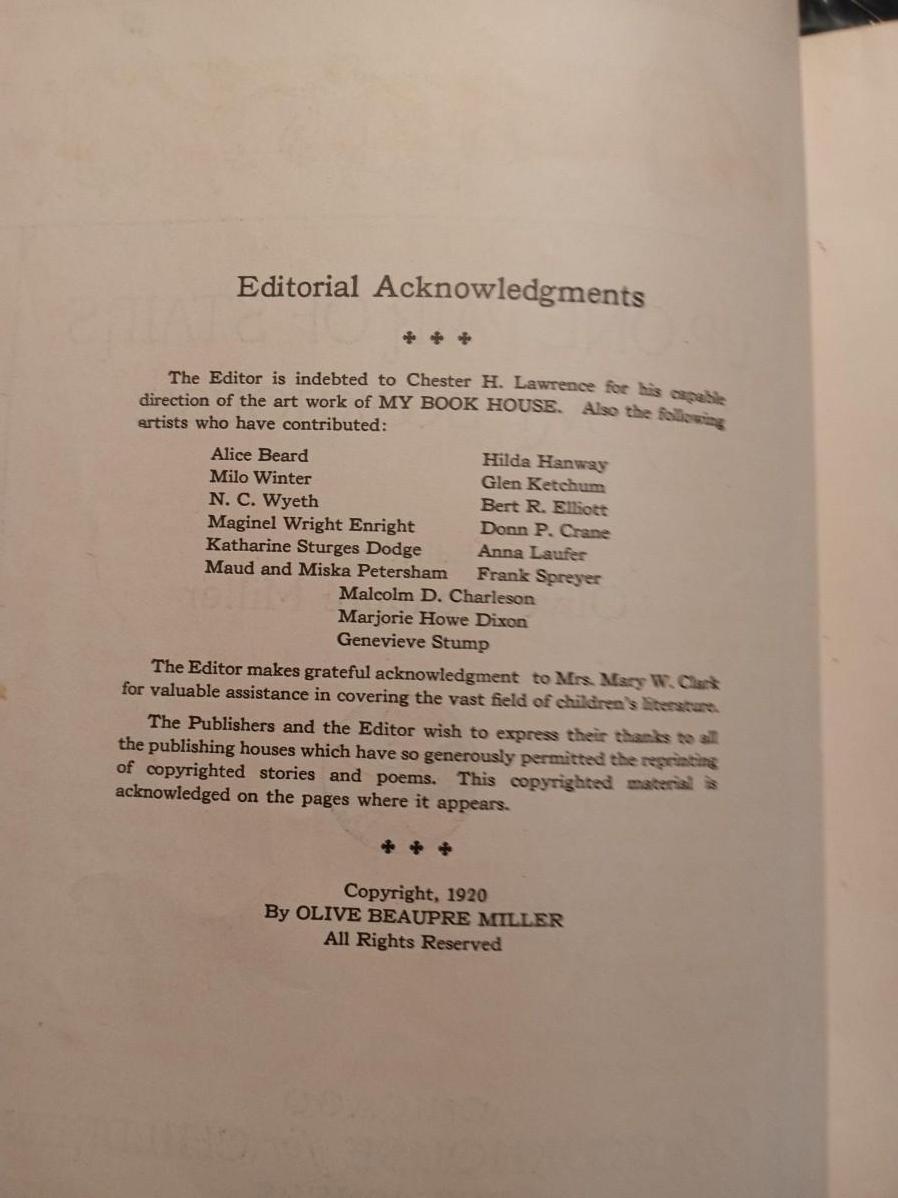 Editorial Acknowledgments
The Editor is indebted to Chester H. Lawrence for his capable
direction of the art work of MY BOOK HOUSE. Also the following
artists who have contributed:
Alice Beard
Milo Winter
N. C. Wyeth
Maginel Wright Enright
Katharine Sturges Dodge
Maud and Miska Petersham
Hilda Hanway
Glen Ketchum
Bert R. Elliott
Donn P. Crane
Anna Laufer
Frank Spreyer
Malcolm D. Charleson
Marjorie Howe Dixon
Genevieve Stump
The Editor makes grateful acknowledgment to Mrs. Mary W. Clark
for valuable assistance in covering the vast field of children's literature.
The Publishers and the Editor wish to express their thanks to all
the publishing houses which have so generously permitted the reprinting
of copyrighted stories and poems. This copyrighted material is
acknowledged on the pages where it appears.
Copyright, 1920
By OLIVE BEAUPRE MILLER
All Rights Reserved